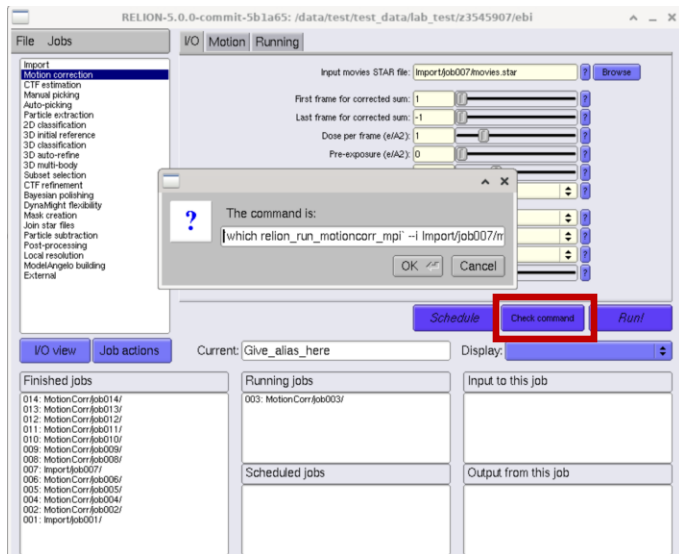 RELION-5.0.0-commit-5b1a65: /data/test/test_data/lab_test/z3545907/ebi
File Jobs
I/O Motion Running
Import
Motion correction
CTF estimation
Manual picking
Auto-picking
Particle extraction
2D classification
3D initial reference
3D classification
3D auto-refine
3D multi-body
Subset selection
CTF refinement
Bayesian polishing
DynaMight flexibility
Mask creation
Join star files
Particle subtraction
Post-processing
Local resolution
ModelAngelo building
External
Input movies STAR file: Import/job007/movies.star ? Browse
First frame for corrected sum: 1 ?
Last frame for corrected sum: -1 ?
Dose per frame (e/A2): 1 ?
Pre-exposure (e/A2): 0 ?
?
?
?
?
?
?
?
The command is:
`which relion_run_motioncorr_mpi` --i Import/job007/m
OK Cancel
Schedule Check command Run!
I/O view Job actions Current: Give_alias_here Display:
Finished jobs
014: MotionCorr/job014/
013: MotionCorr/job013/
012: MotionCorr/job012/
011: MotionCorr/job011/
010: MotionCorr/job010/
009: MotionCorr/job009/
008: MotionCorr/job008/
007: Import/job007/
006: MotionCorr/job006/
005: MotionCorr/job005/
004: MotionCorr/job004/
002: MotionCorr/job002/
001: Import/job001/
Running jobs
003: MotionCorr/job003/
Scheduled jobs
Input to this job
Output from this job